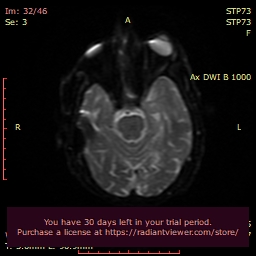 Im: 32/46
Se: 3
STP73
STP73
F
A
Ax DWI B 1000
R
L
You have 30 days left in your trial period.
Purchase a license at https://radiantviewer.com/store/